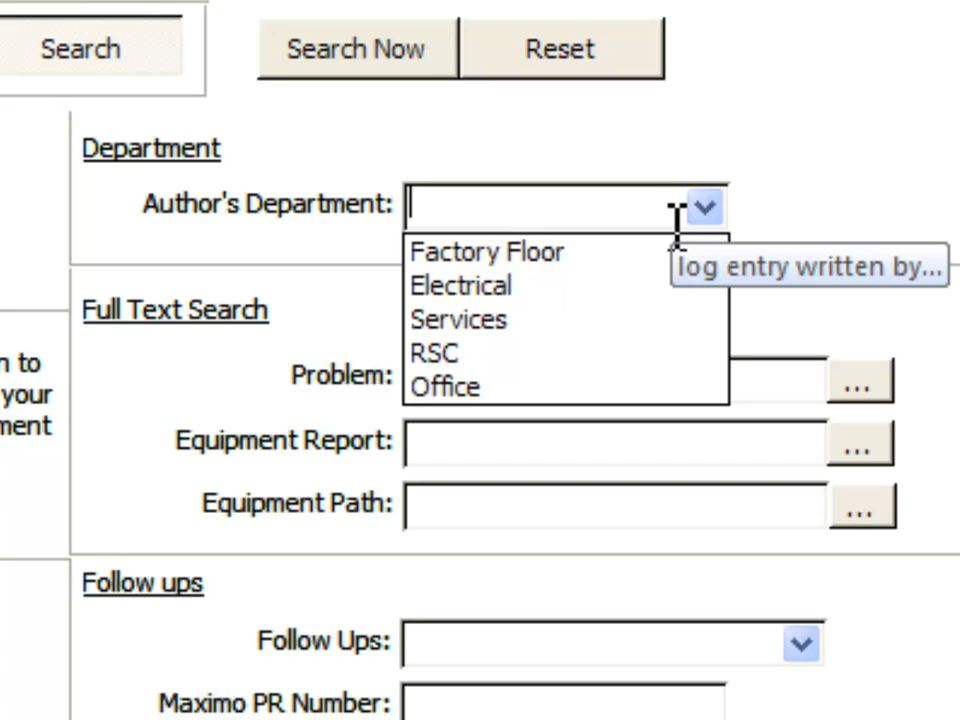 Search
Search Now
Reset
Department
Author's Department:
log entry written by...
Factory Floor
Electrical
Services
RSC
Office
Full Text Search
Problem:
...
Equipment Report:
...
Equipment Path:
...
to
your
Follow ups
Follow Ups:
Maximo PR Number: